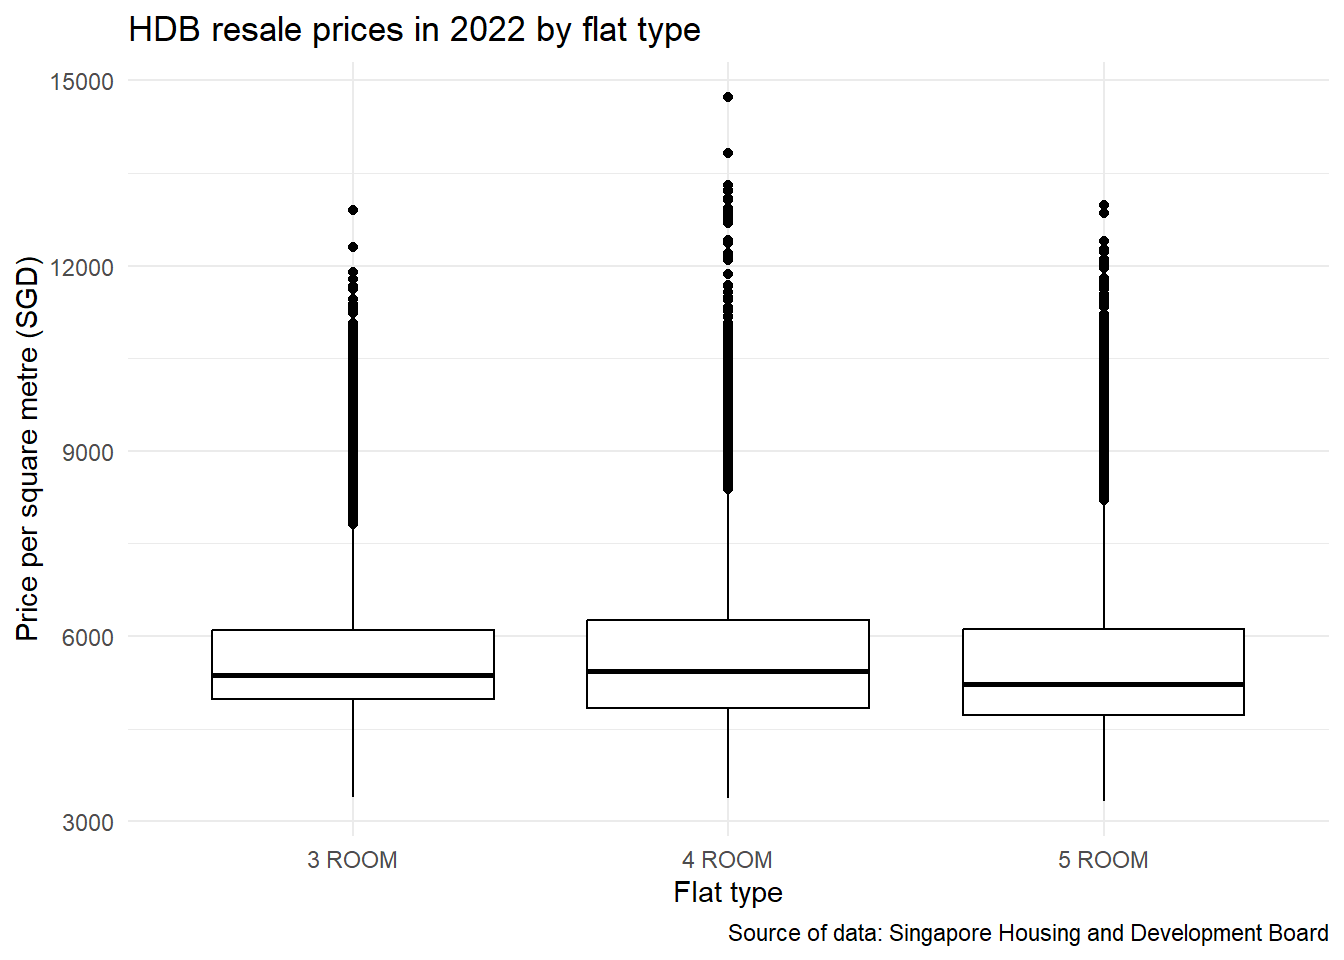 HDB resale prices in 2022 by flat type
Price per square metre (SGD)
15000
12000
9000
6000
3000
3 ROOM
4 ROOM
5 ROOM
Flat type
Source of data: Singapore Housing and Development Board